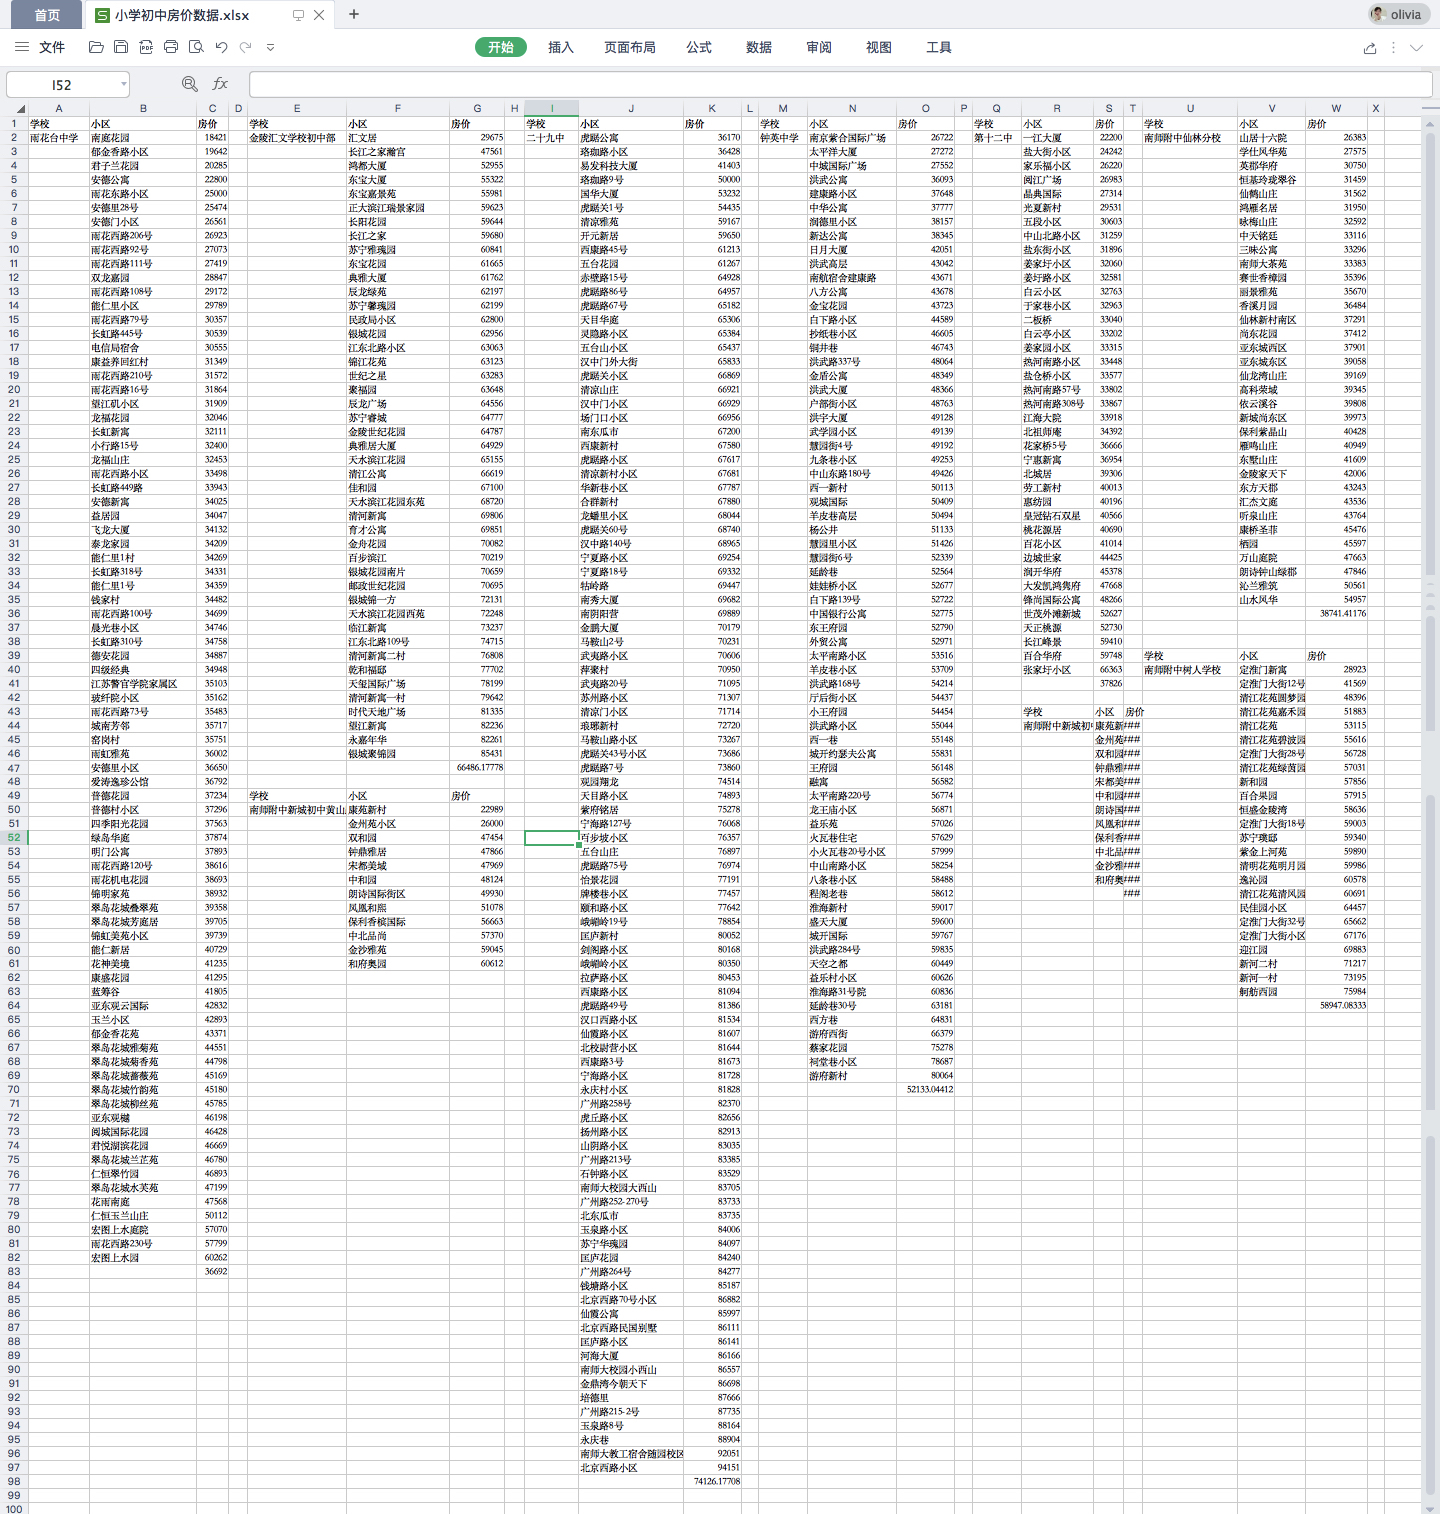 首页 小学初中房价数据.xlsx olivia
文件 开始 插入 页面布局 公式 数据 审阅 视图 工具
I52 fx
A B C D E F G H I J K L M N O P Q R S T U V W X
1 学校 小区 房价 学校 小区 房价 学校 小区 房价 学校 小区 房价 学校 小区 房价 学校 小区 房价
2 雨花台中学 南庭花园 18421 金陵汇文学校初中部 汇文居 29675 二十九中 虎踞公寓 36170 钟英中学 南京紫合国际广场 26722 第十二中 一江大厦 22200 南师附中仙林分校 山居十六院 26383
3 郁金香路小区 19642 长江之家瀚官 47561 珞珈路小区 36428 太平洋大厦 27272 盐大街小区 24242 学仕风华苑 27575
4 君子兰花园 20285 鸿都大厦 52955 易发科技大厦 41403 中城国际广场 27552 家乐福小区 26220 英郡华府 30750
5 安德公寓 22800 东宝大厦 55322 珞珈路9号 50000 洪武公寓 36093 阅江广场 26983 恒基玲珑翠谷 31459
6 雨花东路小区 25000 东宝嘉景苑 55981 国华大厦 53232 建康路小区 37648 晶典国际 27314 仙鹤山庄 31562
7 安德里28号 25474 正大滨江瑞景家园 59623 虎踞关1号 54435 中华公寓 37777 光夏新村 29531 鸿雁名居 31950
8 安德门小区 26561 长阳花园 59644 清凉雅苑 59167 润德里小区 38157 五段小区 30603 咏梅山庄 32592
9 雨花西路206号 26923 长江之家 59680 开元新居 59650 新达公寓 38345 中山北路小区 31259 中天铭廷 33116
10 雨花西路92号 27073 苏宁雅瑰园 60841 西康路45号 61213 日月大厦 42051 盐东街小区 31896 三味公寓 33296
11 雨花西路111号 27419 东宝花园 61665 五台花园 61267 洪武高层 43042 姜家圩小区 32060 南师大茶苑 33383
12 双龙嘉园 28847 典雅大厦 61762 赤壁路15号 64928 南航宿舍建康路 43671 姜圩路小区 32581 赛世香樟园 35396
13 雨花西路108号 29172 辰龙绿苑 62197 虎踞路86号 64957 八方公寓 43678 白云小区 32763 丽景雅苑 35670
14 能仁里小区 29789 苏宁馨瑰园 62199 虎踞路67号 65182 金宝花园 43723 于家巷小区 32963 香溪月园 36484
15 雨花西路79号 30357 民政局小区 62800 天目华庭 65306 白下路小区 44589 二板桥 33040 仙林新村南区 37291
16 长虹路445号 30539 银城花园 62956 灵隐路小区 65384 抄纸巷小区 46605 白云亭小区 33202 尚东花园 37412
17 电信局宿舍 30555 江东北路小区 63063 五台山小区 65437 铜井巷 46743 姜家园小区 33315 亚东城西区 37901
18 康益养回红村 31349 锦江花苑 63123 汉中门外大街 65833 洪武路337号 48064 热河南路小区 33448 亚东城东区 39058
19 雨花西路210号 31572 世纪之星 63283 虎踞关小区 66869 金盾公寓 48349 盐仓桥小区 33577 仙龙湾山庄 39169
20 雨花西路16号 31864 聚福园 63648 清凉山庄 66921 洪武大厦 48366 热河南路57号 33802 高科荣域 39345
21 望江矶小区 31909 辰龙广场 64556 汉中门小区 66929 户部街小区 48763 热河南路308号 33867 依云溪谷 39808
22 龙福花园 32046 苏宁睿城 64777 场门口小区 66956 洪宇大厦 49128 江海大院 33918 新城尚东区 39973
23 长虹新寓 32111 金陵世纪花园 64787 南东瓜市 67200 武学园小区 49139 北祖师庵 34392 保利紫晶山 40428
24 小行路15号 32400 典雅居大厦 64929 西康新村 67580 慧园街4号 49192 花家桥5号 36666 雁鸣山庄 40949
25 龙福山庄 32453 天水滨江花园 65155 虎踞路小区 67617 九条巷小区 49253 宁惠新寓 36954 东墅山庄 41609
26 雨花西路小区 33498 清江公寓 66619 清凉新村小区 67681 中山东路180号 49426 北城居 39306 金陵家天下 42006
27 长虹路449路 33943 佳和园 67100 华新巷小区 67787 西一新村 50113 劳工新村 40013 东方天郡 43243
28 安德新寓 34025 天水滨江花园东苑 68720 合群新村 67880 观城国际 50409 惠纺园 40196 汇杰文庭 43536
29 益居园 34047 清河新寓 69806 龙蟠里小区 68044 羊皮巷高层 50494 皇冠钻石双星 40566 听泉山庄 43764
30 飞龙大厦 34132 育才公寓 69851 虎踞关60号 68740 杨公井 51133 桃花源居 40690 康桥圣菲 45476
31 泰龙家园 34209 金舟花园 70082 汉中路140号 68965 慧园里小区 51426 百花小区 41014 栖园 45597
32 能仁里1村 34269 百步滨江 70219 宁夏路小区 69254 慧园街6号 52339 边城世家 44425 万山庭院 47663
33 长虹路318号 34331 银城花园南片 70659 宁夏路18号 69332 延龄巷 52564 润开华府 45378 朗诗钟山绿郡 47846
34 能仁里1号 34359 邮政世纪花园 70695 牯岭路 69447 娃娃桥小区 52677 大发凯鸿隽府 47668 沁兰雅筑 50561
35 钱家村 34482 银城锦一方 72131 南秀大厦 69682 白下路139号 52722 锋尚国际公寓 48266 山水风华 54957
36 雨花西路100号 34699 天水滨江花园西苑 72248 南阴阳营 69889 中国银行公寓 52775 世茂外滩新城 52627 38741.41176
37 晨光巷小区 34746 临江新寓 73237 金鹏大厦 70179 东王府园 52790 天正桃源 52730
38 长虹路310号 34758 江东北路109号 74715 马鞍山2号 70231 外贸公寓 52971 长江峰景 59410
39 德安花园 34887 清河新寓二村 76808 武夷路小区 70606 太平南路小区 53516 百合华府 59748 学校 小区 房价
40 四级经典 34948 乾和福邸 77702 萍聚村 70950 羊皮巷小区 53709 张家圩小区 66363 南师附中树人学校 定淮门新寓 28923
41 江苏警官学院家属区 35103 天玺国际广场 78199 武夷路20号 71095 洪武路168号 54214 37826 定淮门大街12号 41569
42 玻纤院小区 35162 清河新寓一村 79642 苏州路小区 71307 厅后街小区 54437 清江花苑圆梦园 48396
43 雨花西路73号 35483 时代天地广场 81335 清凉门小区 71714 小王府园 54454 学校 小区 房价 清江花苑嘉禾园 51883
44 城南芳邻 35717 望江新寓 82236 琅琊新村 72720 洪武路小区 55044 南师附中新城初 康苑新 ### 清江花苑 53115
45 窑岗村 35751 永嘉年华 82261 马鞍山路小区 73267 西一巷 55148 金州苑 ### 清江花苑碧波园 55616
46 雨虹雅苑 36002 银城聚锦园 85431 虎踞关43号小区 73686 城开约瑟夫公寓 55831 双和园 ### 定淮门大街28号 56728
47 安德里小区 36650 66486.17778 虎踞路7号 73860 王府园 56148 钟鼎雅 ### 清江花苑绿茵园 57031
48 爱涛逸珍公馆 36792 观园翔龙 74514 融寓 56582 宋都美 ### 新和园 57856
49 普德花园 37234 学校 小区 房价 天目路小区 74893 太平南路220号 56774 中和园 ### 百合果园 57915
50 普德村小区 37296 南师附中新城初中黄山 康苑新村 22989 紫府铭居 75278 龙王庙小区 56871 朗诗国 ### 恒盛金陵湾 58636
51 四季阳光花园 37563 金州苑小区 26000 宁海路127号 76068 益乐苑 57026 凤凰和 ### 定淮门大街18号 59003
52 绿岛华庭 37874 双和园 47454 百步坡小区 76357 火瓦巷住宅 57629 保利香 ### 苏宁臻邸 59340
53 明门公寓 37893 钟鼎雅居 47866 五台山庄 76897 小火瓦巷20号小区 57999 中北品 ### 紫金上河苑 59890
54 雨花西路120号 38616 宋都美域 47969 虎踞路75号 76974 中山南路小区 58254 金沙雅 ### 清明花苑明月园 59986
55 雨花机电花园 38693 中和园 48124 怡景花园 77191 八条巷小区 58488 和府奥 ### 逸沁园 60578
56 锦明家苑 38932 朗诗国际街区 49930 牌楼巷小区 77457 程阁老巷 58612 ### 清江花苑清风园 60691
57 翠岛花城叠翠苑 39358 凤凰和熙 51078 颐和路小区 77642 淮海新村 59017 民佳园小区 64457
58 翠岛花城芳庭居 39705 保利香槟国际 56663 峨嵋岭19号 78854 盛天大厦 59600 定淮门大街32号 65662
59 锦虹美苑小区 39739 中北品尚 57370 匡庐新村 80052 城开国际 59767 定淮门大街小区 67176
60 能仁新居 40729 金沙雅苑 59045 剑阁路小区 80168 洪武路284号 59835 迎江园 69883
61 花神美境 41235 和府奥园 60612 峨嵋岭小区 80350 天空之都 60449 新河二村 71217
62 康盛花园 41295 拉萨路小区 80453 益乐村小区 60626 新河一村 73195
63 蓝筹谷 41805 西康路小区 81094 淮海路31号院 60836 舸舫西园 75984
64 亚东观云国际 42832 虎踞路49号 81386 延龄巷30号 63181 58947.08333
65 玉兰小区 42893 汉口西路小区 81534 西方巷 64831
66 郁金香花苑 43371 仙霞路小区 81607 游府西街 66379
67 翠岛花城雅菊苑 44551 北校尉营小区 81644 蔡家花园 75278
68 翠岛花城菊香苑 44798 西康路3号 81673 祠堂巷小区 78687
69 翠岛花城蔷薇苑 45169 宁海路小区 81728 游府新村 80064
70 翠岛花城竹韵苑 45180 永庆村小区 81828 52133.04412
71 翠岛花城柳丝苑 45785 广州路258号 82370
72 亚东观樾 46198 虎丘路小区 82656
73 阅城国际花园 46428 扬州路小区 82913
74 君悦湖滨花园 46669 山阴路小区 83035
75 翠岛花城兰芷苑 46780 广州路213号 83385
76 仁恒翠竹园 46893 石钟路小区 83529
77 翠岛花城水芙苑 47199 南师大校园大西山 83705
78 花雨南庭 47568 广州路252-270号 83733
79 仁恒玉兰山庄 50112 北东瓜市 83735
80 宏图上水庭院 57070 玉泉路小区 84006
81 雨花西路230号 57799 苏宁华瑰园 84097
82 宏图上水园 60262 匡庐花园 84240
83 36692 广州路264号 84277
84 钱塘路小区 85187
85 北京西路70号小区 86882
86 仙霞公寓 85997
87 北京西路民国别墅 86111
88 匡庐路小区 86141
89 河海大厦 86166
90 南师大校园小西山 86557
91 金鼎湾今朝天下 86698
92 培德里 87666
93 广州路215-2号 87735
94 玉泉路8号 88164
95 永庆巷 88904
96 南师大教工宿舍随园校区 92051
97 北京西路小区 94151
98 74126.17708
99
100